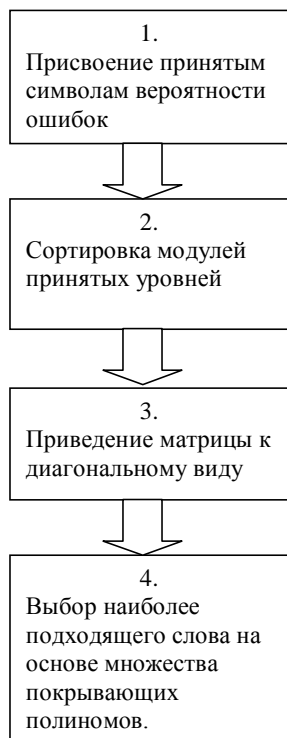 1.
Присвоение принятым
символам вероятности
ошибок
2.
Сортировка модулей
принятых уровней
3.
Приведение матрицы к
диагональному виду
4.
Выбор наиболее
подходящего слова на
основе множества
покрывающих
полиномов.